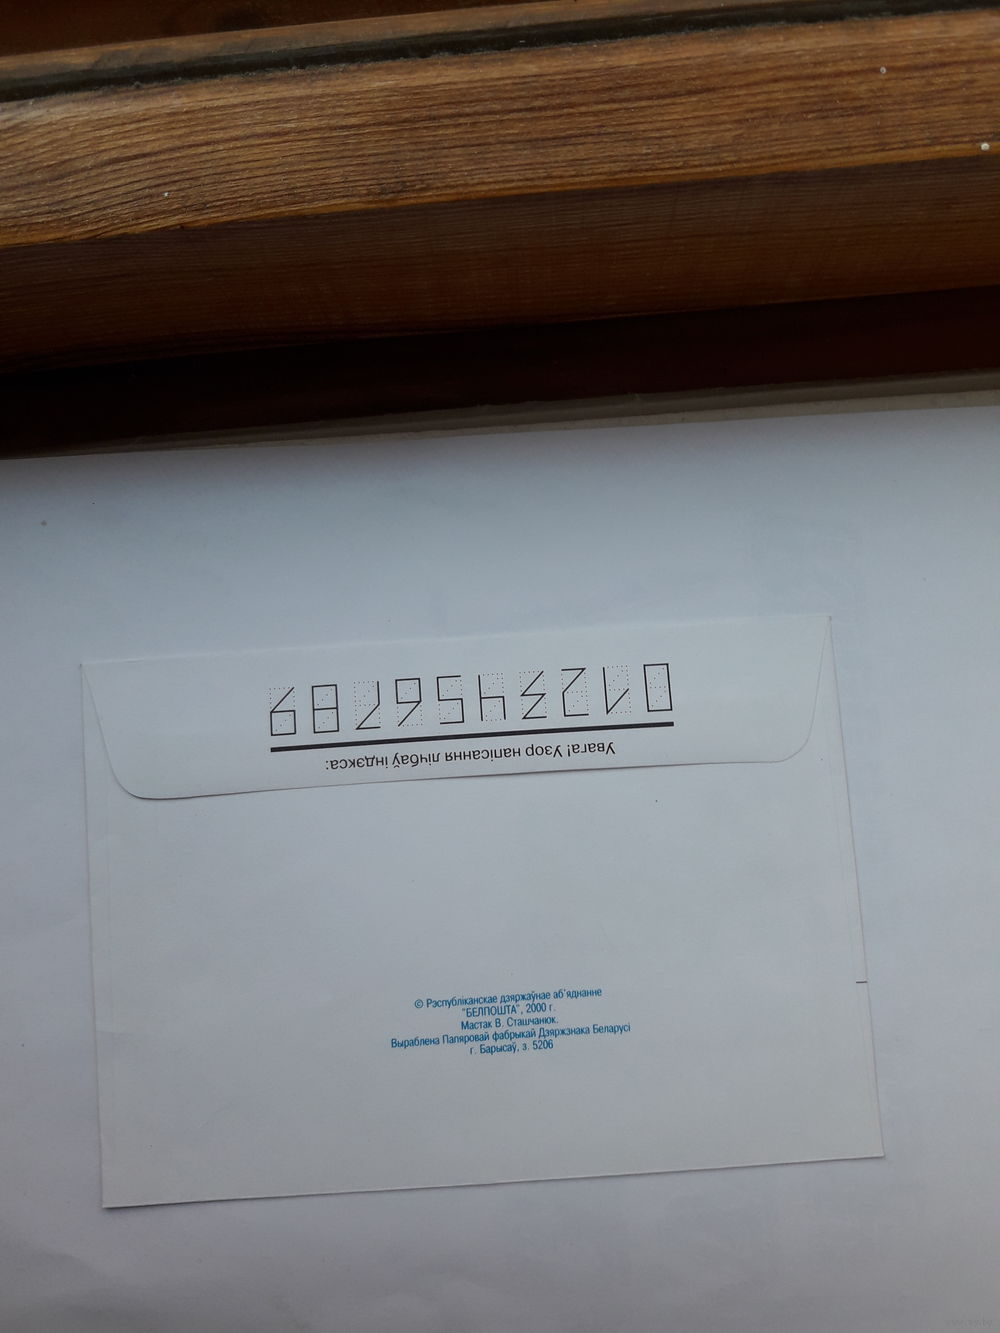 Увага! Узор напісання лічбаў індэкса:
0123456789
© Рэспубліканскае дзяржаўнае аб'яднанне
"БЕЛПОШТА", 2000 г.
Мастак В. Сташчанюк.
Выраблена Папяровай фабрыкай Дзяржзнака Беларусі
г. Барысаў, з. 5206